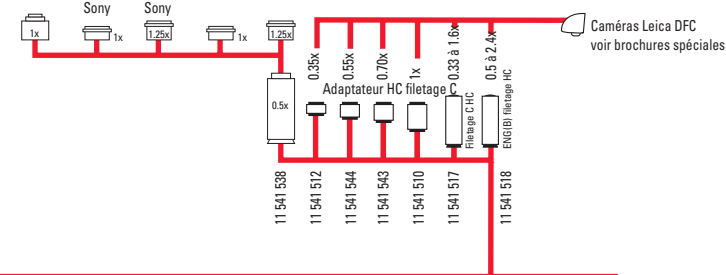 Sony Sony
1x 1x 1.25x 1x 1.25x
Caméras Leica DFC
voir brochures spéciales
0.35x
0.55x
0.70x
1x
0.33 à 1.6x
0.5 à 2.4x
Adaptateur HC filetage C
0.5x
Filetage C HC
ENG(B) filetage HC
11 541 538
11 541 512
11 541 544
11 541 543
11 541 510
11 541 517
11 541 518